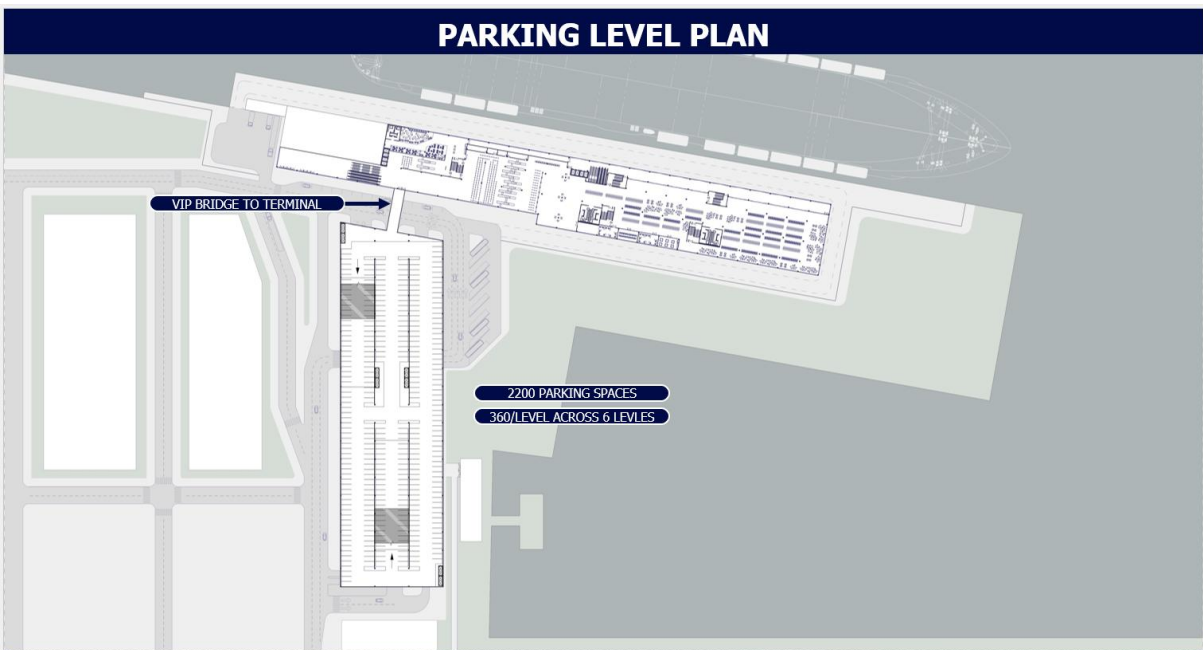 PARKING LEVEL PLAN
VIP BRIDGE TO TERMINAL
2200 PARKING SPACES
360/LEVEL ACROSS 6 LEVLES